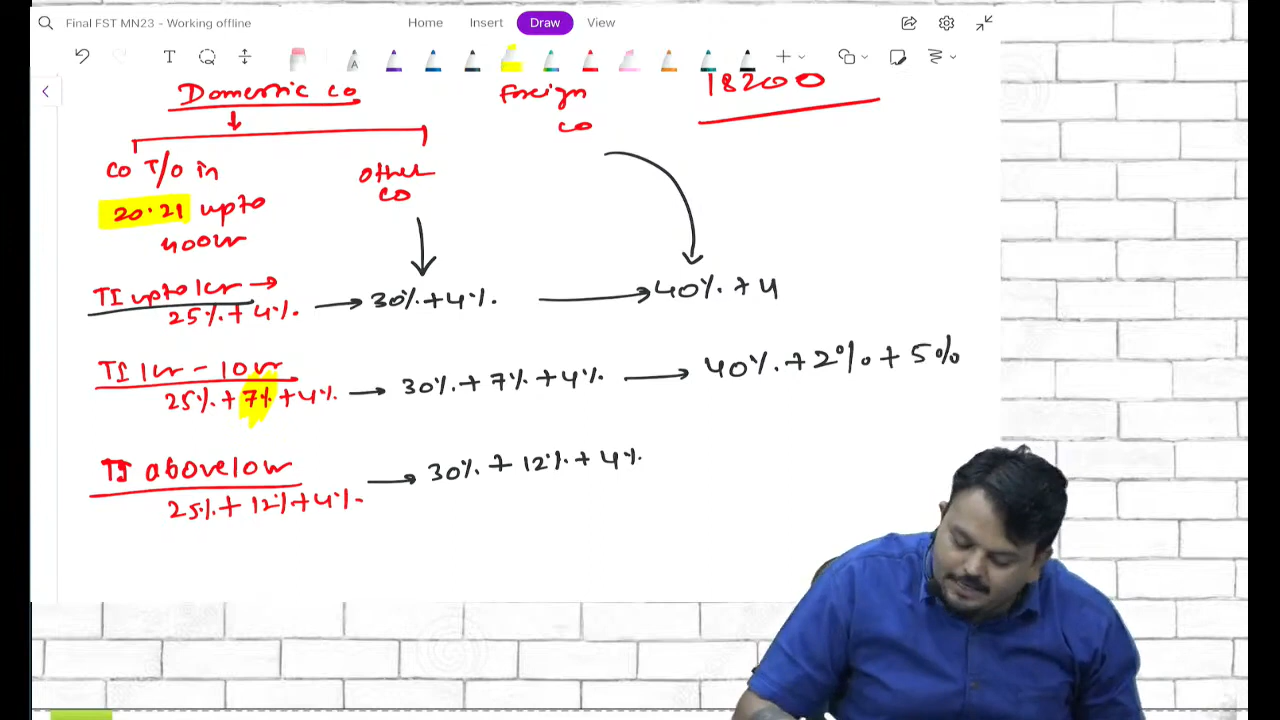 Final FST MN23 - Working offline
Home Insert Draw View
Domestic co
Foreign
co
18200
co T/O in
20.21 upto
400cr
other
co
TI upto 1cr →
25% + 4% → 30% + 4% → 40% + 4
TI 1cr - 10cr
25% + 7% + 4% → 30% + 7% + 4% → 40% + 2% + 5%
TI above 10cr
25% + 12% + 4% → 30% + 12% + 4%